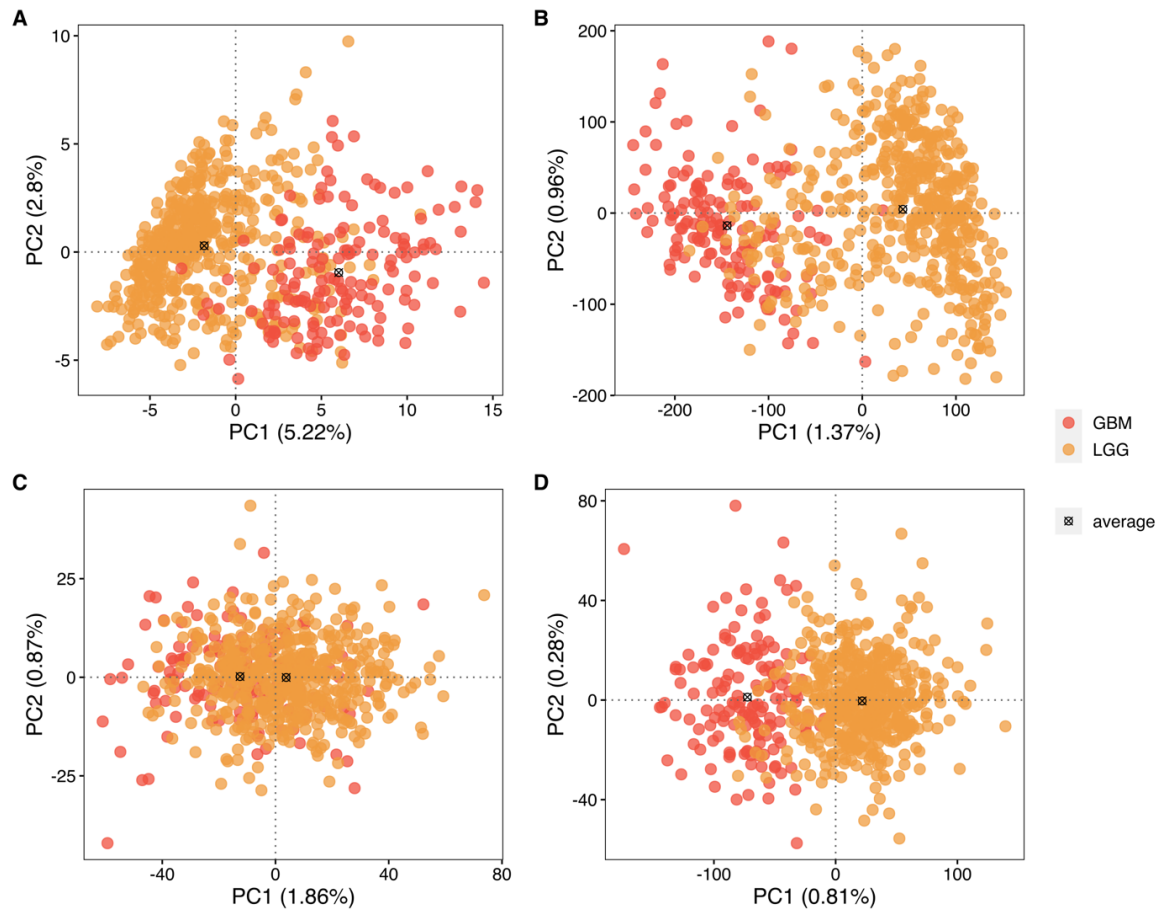 A
B
10
5
0
-5
PC2 (2.8%)
-5
0
5
10
15
PC1 (5.22%)
200
100
0
-100
-200
PC2 (0.96%)
-200
-100
0
100
PC1 (1.37%)
GBM
LGG
average
C
D
25
0
-25
PC2 (0.87%)
-40
0
40
80
PC1 (1.86%)
80
40
0
-40
PC2 (0.28%)
-100
0
100
PC1 (0.81%)